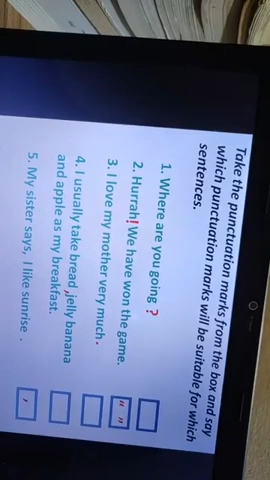 Take the punctuation marks from the box and say
which punctuation marks will be suitable for which
sentences.
1. Where are you going ?
2. Hurrah! We have won the game.
3. I love my mother very much.
4. I usually take bread ,jelly banana
and apple as my breakfast.
5. My sister says, I like sunrise .
“ ”
,